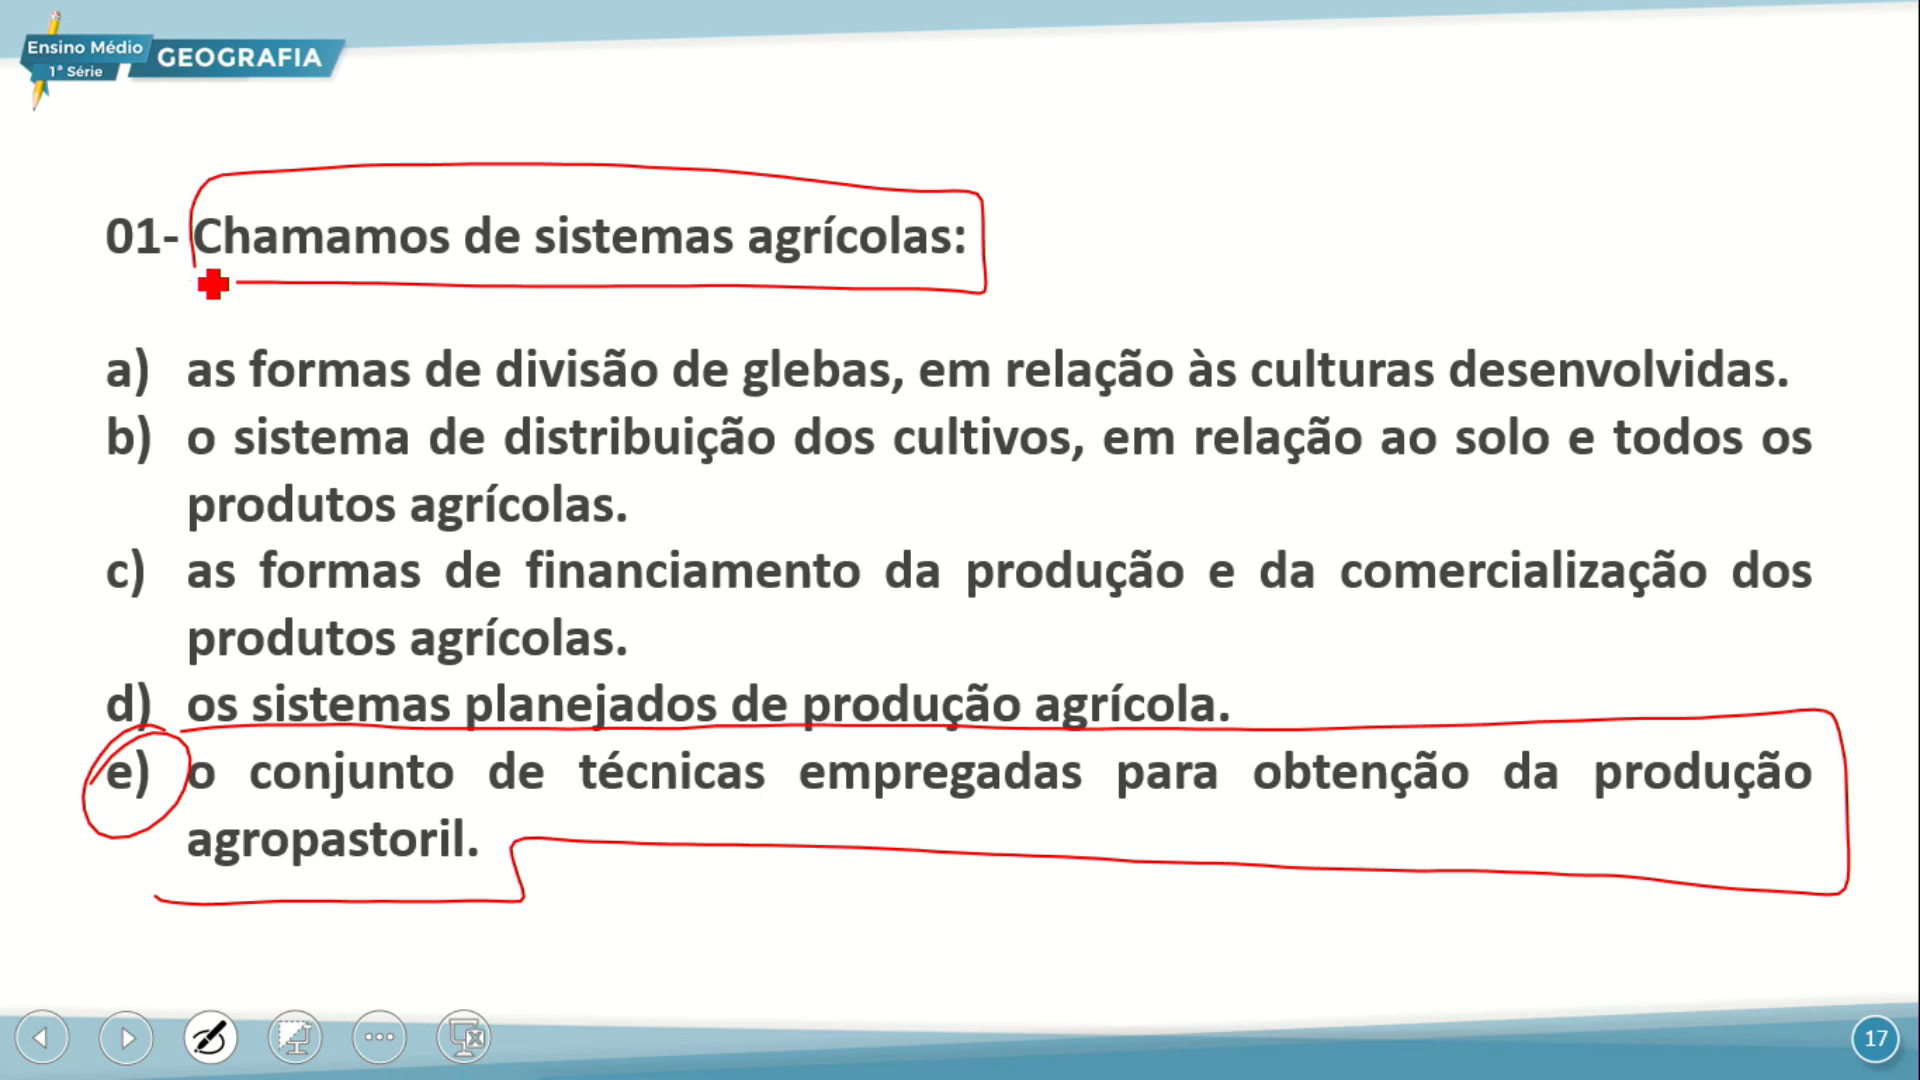 Ensino Médio
1ª Série
GEOGRAFIA
01- Chamamos de sistemas agrícolas:
a) as formas de divisão de glebas, em relação às culturas desenvolvidas.
b) o sistema de distribuição dos cultivos, em relação ao solo e todos os
produtos agrícolas.
c) as formas de financiamento da produção e da comercialização dos
produtos agrícolas.
d) os sistemas planejados de produção agrícola.
e) o conjunto de técnicas empregadas para obtenção da produção
agropastoril.
17